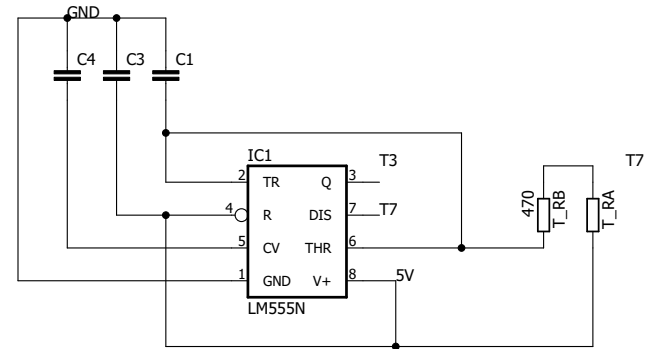 GND
C4
C3
C1
IC1
T3
T7
2
TR
Q
3
470
T_RB
T_RA
4
R
DIS
7
T7
5
CV
THR
6
1
GND
V+
8
5V
LM555N